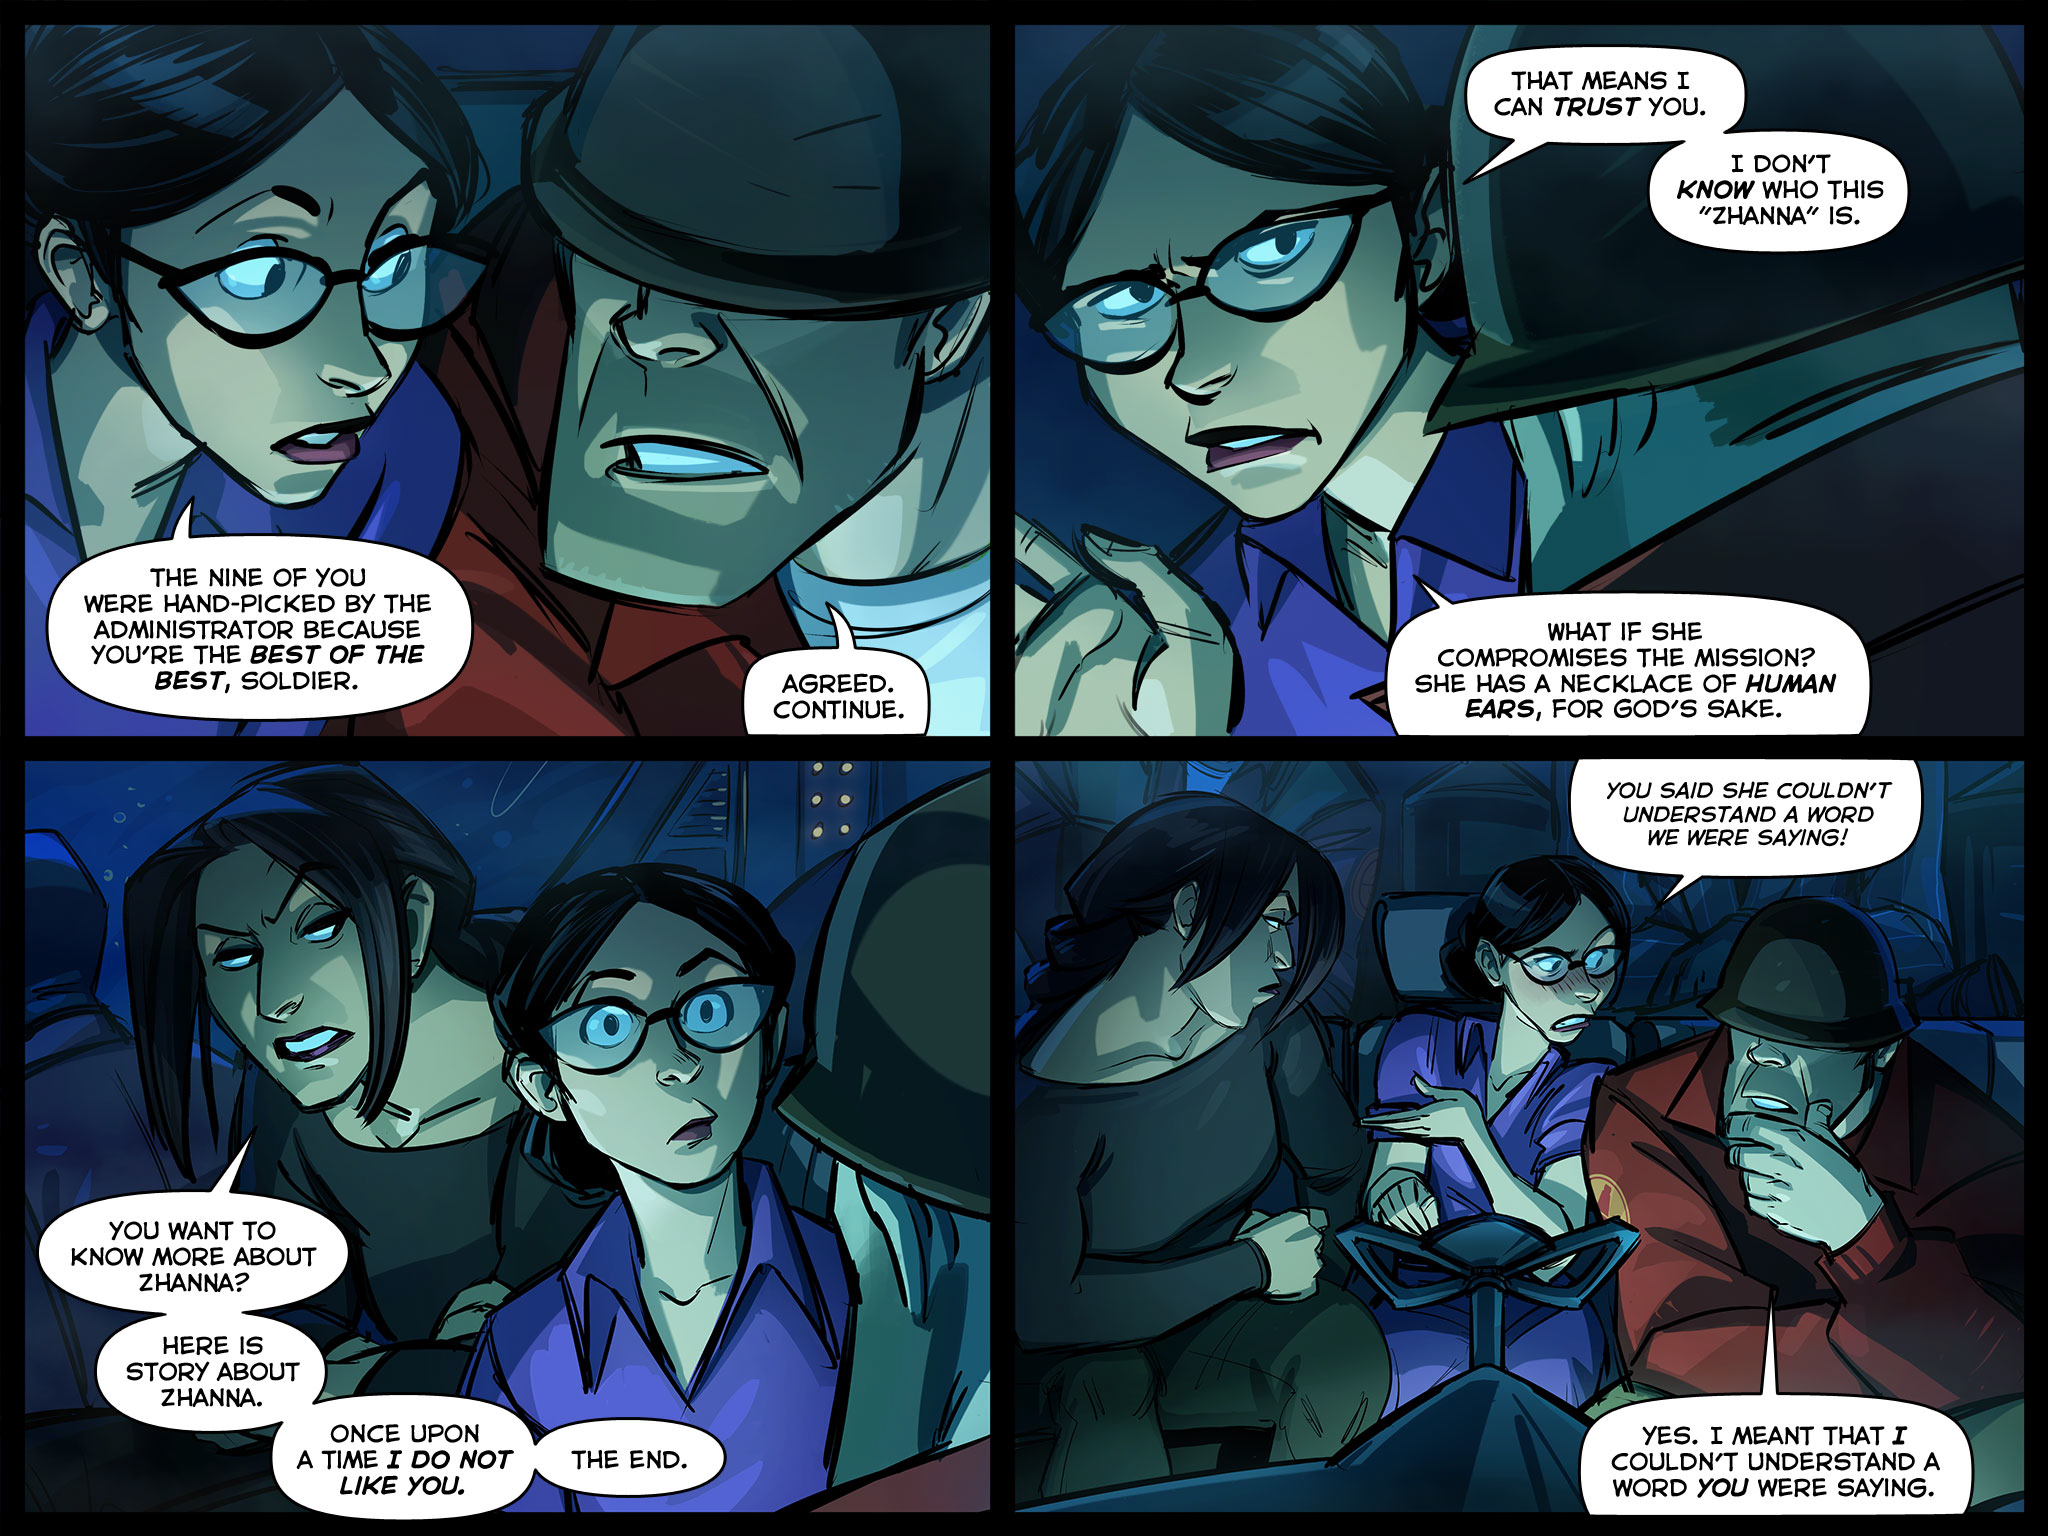 THE NINE OF YOU
WERE HAND-PICKED BY THE
ADMINISTRATOR BECAUSE
YOU'RE THE BEST OF THE
BEST, SOLDIER.
AGREED.
CONTINUE.
THAT MEANS I
CAN TRUST YOU.
I DON'T
KNOW WHO THIS
"ZHANNA" IS.
WHAT IF SHE
COMPROMISES THE MISSION?
SHE HAS A NECKLACE OF HUMAN
EARS, FOR GOD'S SAKE.
YOU WANT TO
KNOW MORE ABOUT
ZHANNA?
HERE IS
STORY ABOUT
ZHANNA.
ONCE UPON
A TIME I DO NOT
LIKE YOU.
THE END.
YOU SAID SHE COULDN'T
UNDERSTAND A WORD
WE WERE SAYING!
YES. I MEANT THAT I
COULDN'T UNDERSTAND A
WORD YOU WERE SAYING.